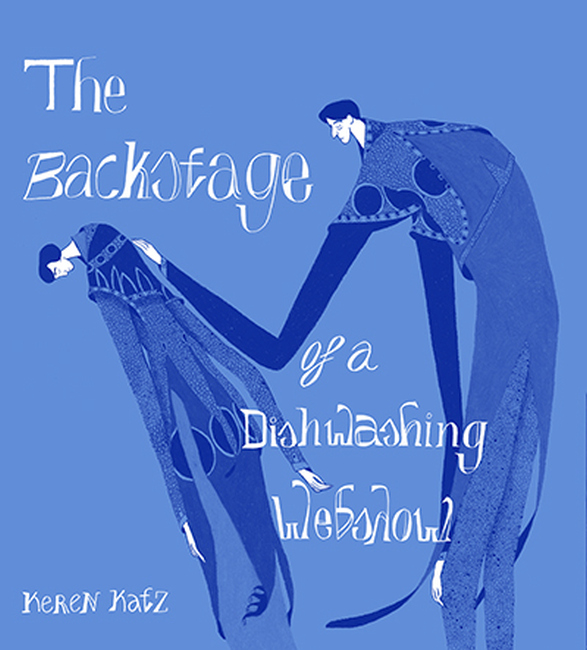 The
Backstage
of a
Dishwashing
Webshow
Keren Katz